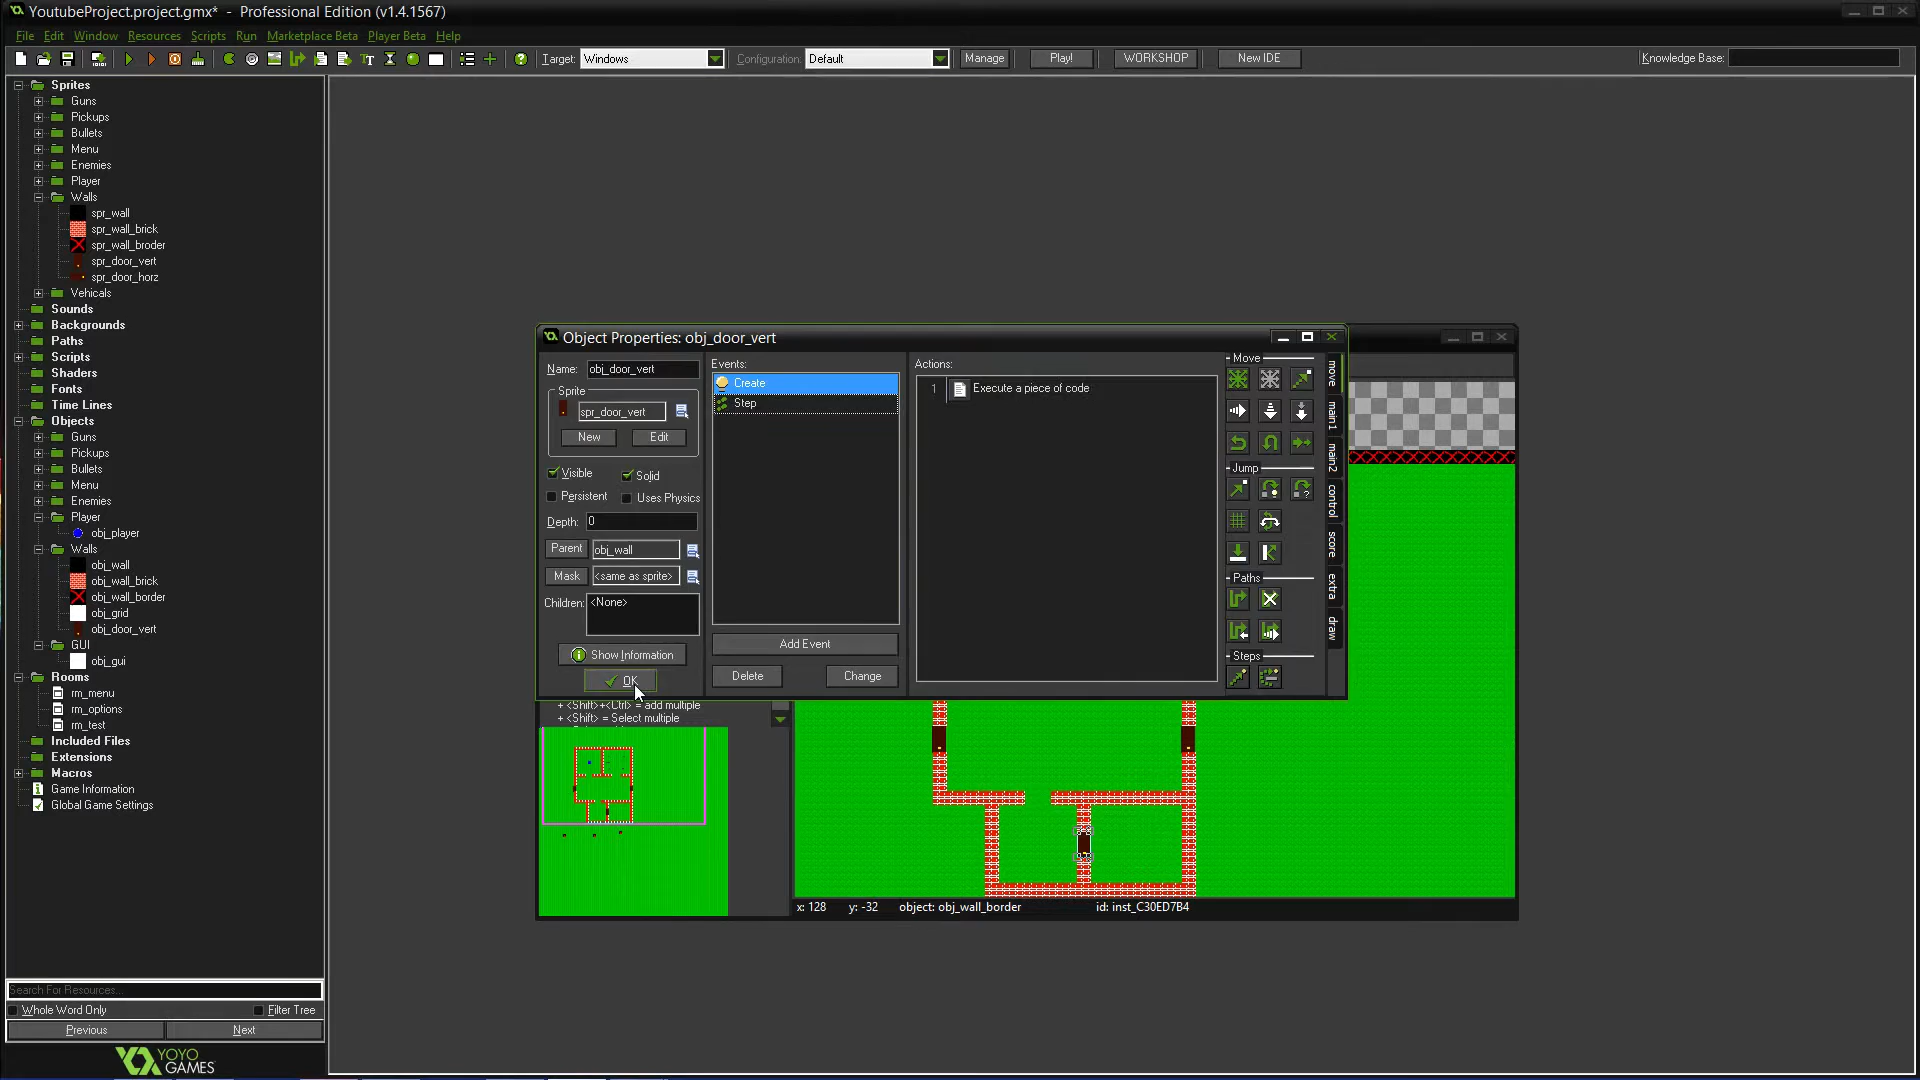 YoutubeProject.project.gmx* - Professional Edition (v1.4.1567)
File Edit Window Resources Scripts Run Marketplace Beta Player Beta Help
Target: Windows Configuration: Default Manage Play! WORKSHOP New IDE Knowledge Base:
Sprites
Guns
Pickups
Bullets
Menu
Enemies
Player
Walls
spr_wall
spr_wall_brick
spr_wall_broder
spr_door_vert
spr_door_horz
Vehicals
Sounds
Backgrounds
Paths
Scripts
Shaders
Fonts
Time Lines
Objects
Guns
Pickups
Bullets
Menu
Enemies
Player
obj_player
Walls
obj_wall
obj_wall_brick
obj_wall_border
obj_grid
obj_door_vert
GUI
obj_gui
Rooms
rm_menu
rm_options
rm_test
Included Files
Extensions
Macros
Game Information
Global Game Settings
Search For Resources...
Whole Word Only Filter Tree
Previous Next
YOYO
GAMES
Object Properties: obj_door_vert
Name: obj_door_vert
Sprite
spr_door_vert
New Edit
Visible Solid
Persistent Uses Physics
Depth: 0
Parent obj_wall
Mask <same as sprite>
Children: <None>
Show Information
OK
Events:
Create
Step
Add Event
Delete Change
Actions:
1 Execute a piece of code
Move
Jump
Paths
Steps
move
main1
main2
control
score
extra
draw
+ <Shift>+<Ctrl> = add multiple
+ <Shift> = Select multiple
x: 128 y: -32 object: obj_wall_border id: inst_C30ED7B4